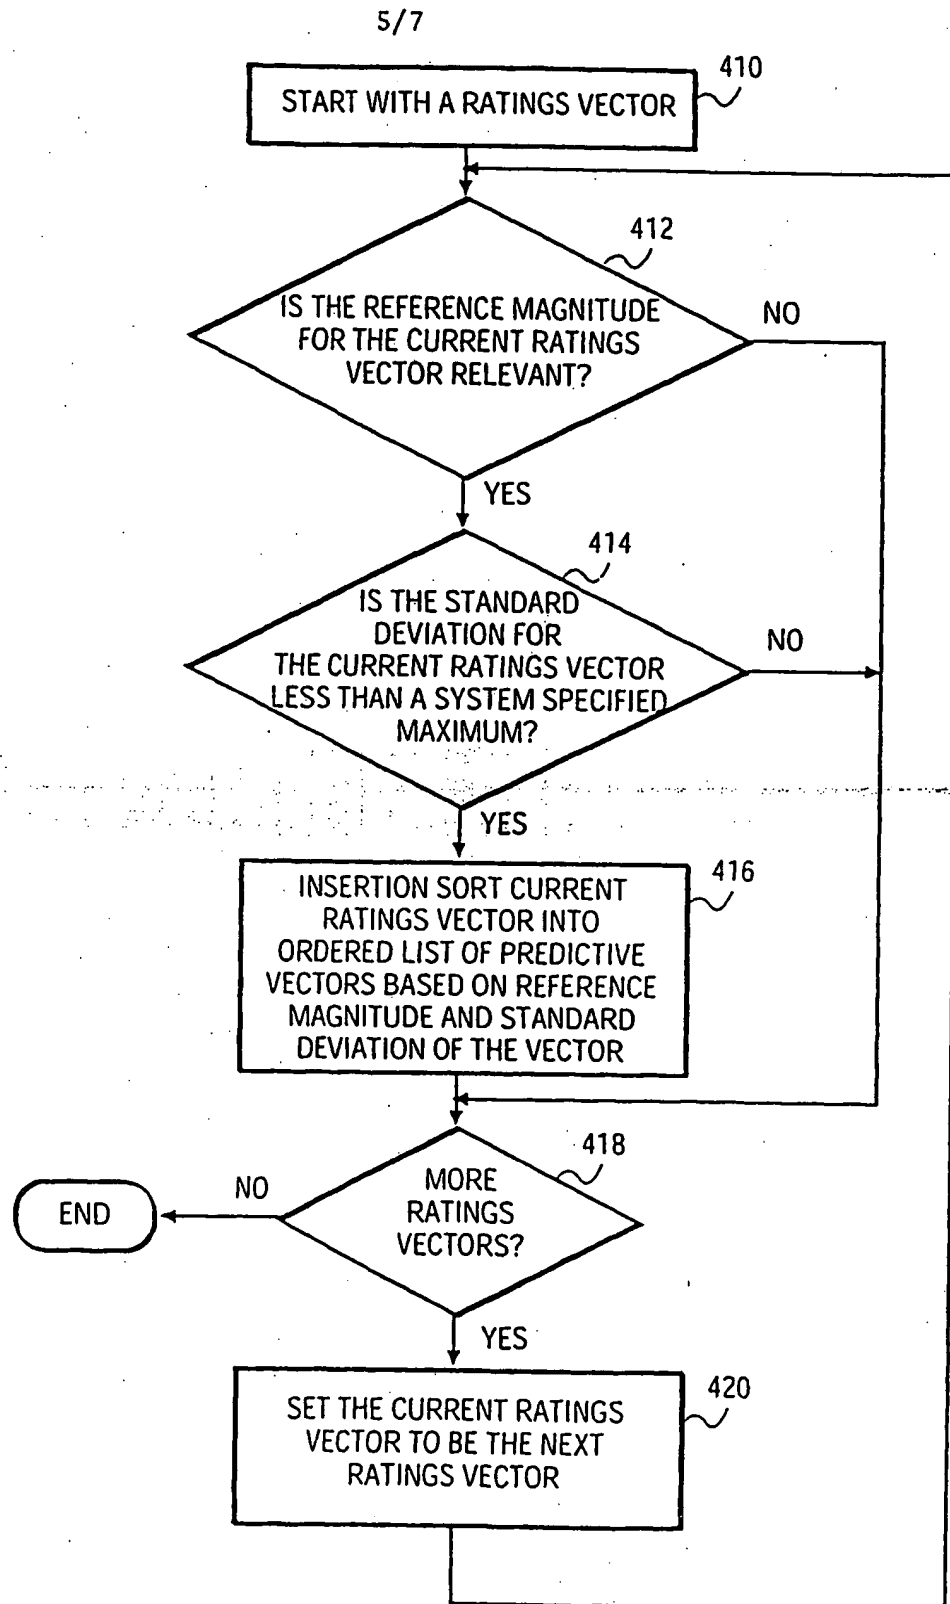 5/7
410
START WITH A RATINGS VECTOR
412
IS THE REFERENCE MAGNITUDE
FOR THE CURRENT RATINGS
VECTOR RELEVANT?
NO
YES
414
IS THE STANDARD
DEVIATION FOR
THE CURRENT RATINGS VECTOR
LESS THAN A SYSTEM SPECIFIED
MAXIMUM?
NO
YES
416
INSERTION SORT CURRENT
RATINGS VECTOR INTO
ORDERED LIST OF PREDICTIVE
VECTORS BASED ON REFERENCE
MAGNITUDE AND STANDARD
DEVIATION OF THE VECTOR
418
MORE
RATINGS
VECTORS?
NO
END
YES
420
SET THE CURRENT RATINGS
VECTOR TO BE THE NEXT
RATINGS VECTOR